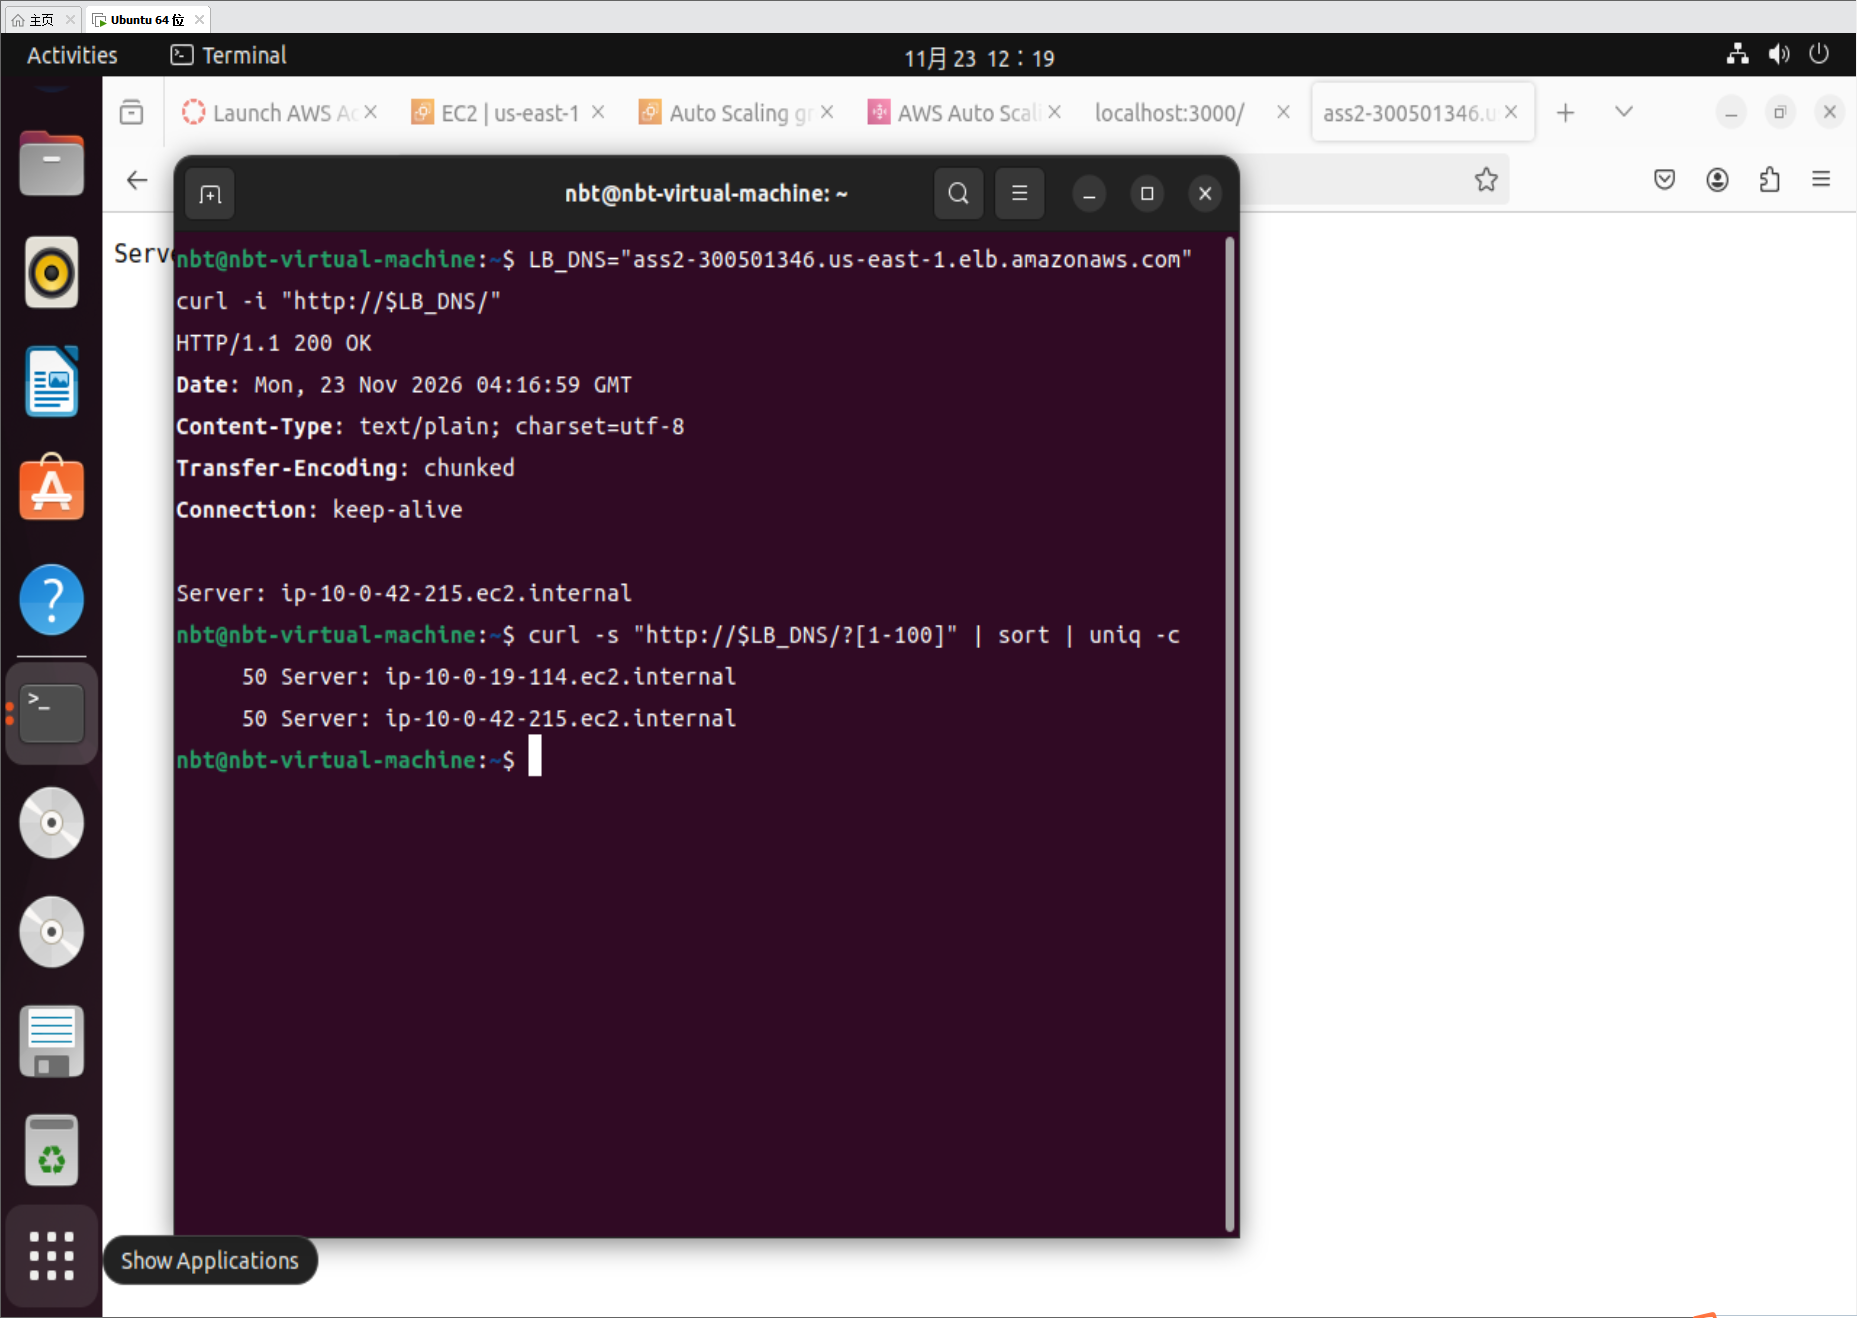 主页
Ubuntu 64 位
Activities
Terminal
11月 23 12：19
Launch AWS Ac
EC2 | us-east-1
Auto Scaling gr
AWS Auto Scali
localhost:3000/
ass2-300501346.u
nbt@nbt-virtual-machine: ~
Serve
nbt@nbt-virtual-machine:~$ LB_DNS="ass2-300501346.us-east-1.elb.amazonaws.com"
curl -i "http://$LB_DNS/"
HTTP/1.1 200 OK
Date: Mon, 23 Nov 2026 04:16:59 GMT
Content-Type: text/plain; charset=utf-8
Transfer-Encoding: chunked
Connection: keep-alive
Server: ip-10-0-42-215.ec2.internal
nbt@nbt-virtual-machine:~$ curl -s "http://$LB_DNS/?[1-100]" | sort | uniq -c
50 Server: ip-10-0-19-114.ec2.internal
50 Server: ip-10-0-42-215.ec2.internal
nbt@nbt-virtual-machine:~$
Show Applications